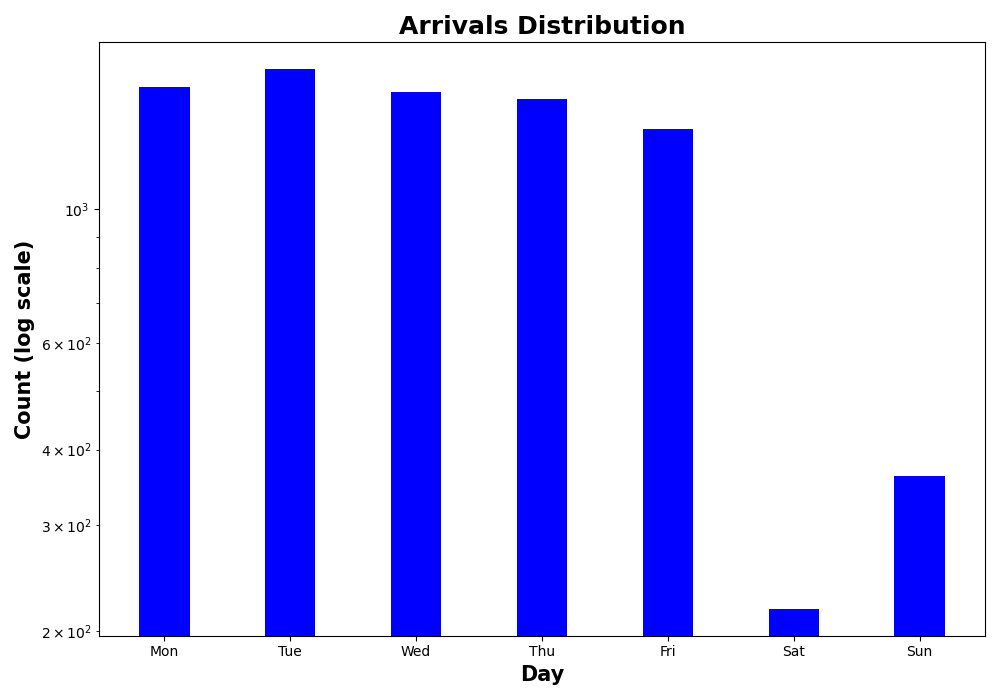 Arrivals Distribution
Count (log scale)
10³
6 × 10²
4 × 10²
3 × 10²
2 × 10²
Mon Tue Wed Thu Fri Sat Sun
Day